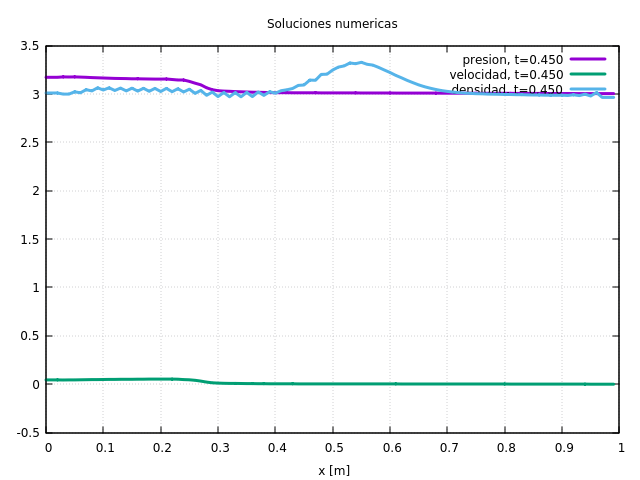 Soluciones numericas
3.5
3
2.5
2
1.5
1
0.5
0
-0.5
presion, t=0.450
velocidad, t=0.450
densidad, t=0.450
0 0.1 0.2 0.3 0.4 0.5 0.6 0.7 0.8 0.9 1
x [m]